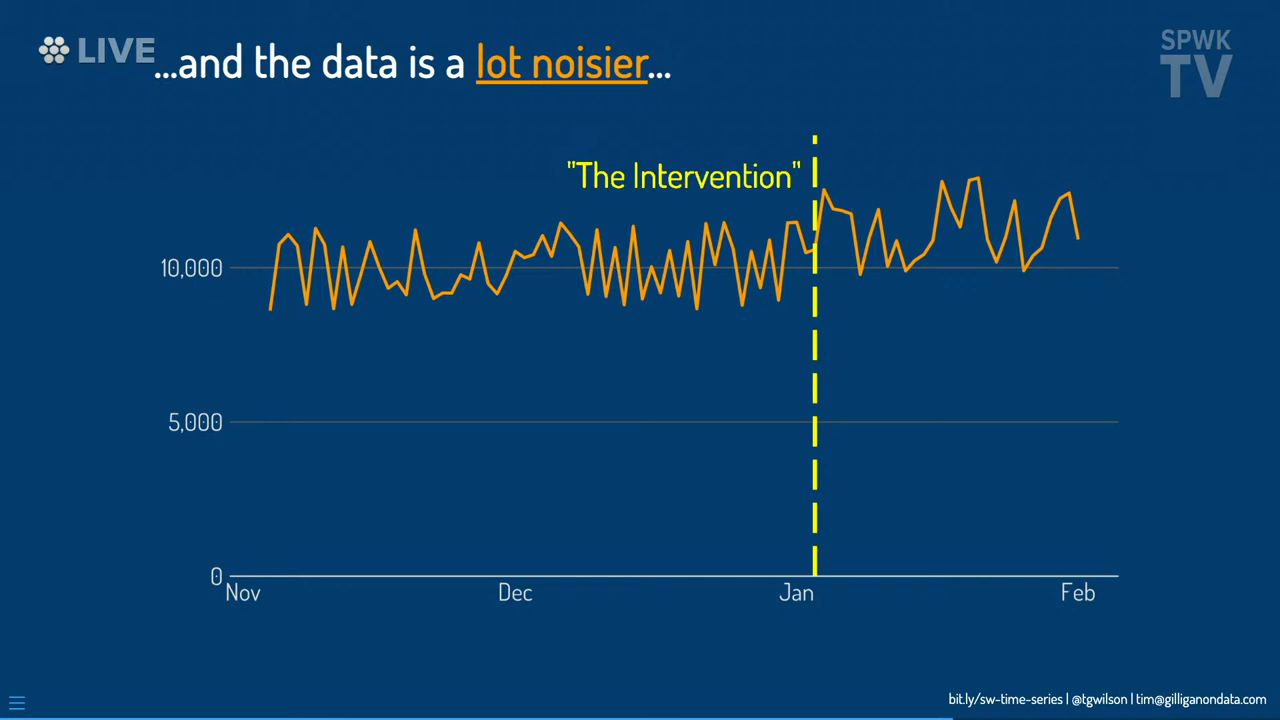 LIVE
...and the data is a lot noisier...
SPWK
TV
"The Intervention"
10,000
5,000
0
Nov
Dec
Jan
Feb
bit.ly/sw-time-series | @tgwilson | tim@gilliganondata.com